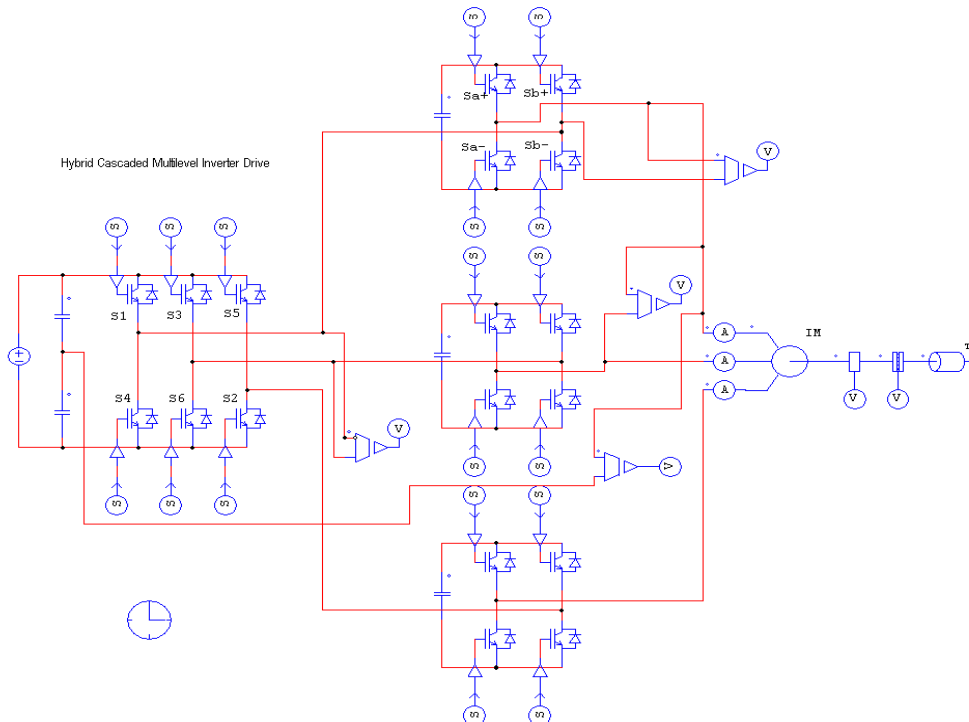 S S
Sa+ Sb+
Hybrid Cascaded Multilevel Inverter Drive
Sa- Sb-
V
S S S
S S
S S
V
S1 S3 S5
A IM
A T
A
S4 S6 S2
V V
V
V
S S
S S S
S S
S S